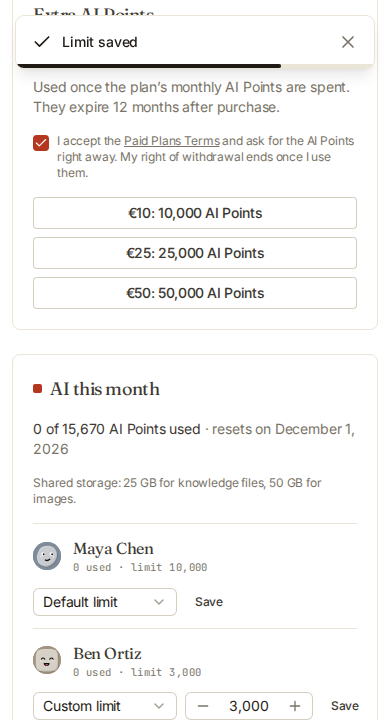 Extra AI Points
Limit saved
Used once the plan's monthly AI Points are spent.
They expire 12 months after purchase.
I accept the Paid Plans Terms and ask for the AI Points
right away. My right of withdrawal ends once I use
them.
€10: 10,000 AI Points
€25: 25,000 AI Points
€50: 50,000 AI Points
AI this month
0 of 15,670 AI Points used · resets on December 1,
2026
Shared storage: 25 GB for knowledge files, 50 GB for
images.
Maya Chen
0 used · limit 10,000
Default limit
Save
Ben Ortiz
0 used · limit 3,000
Custom limit
3,000
Save